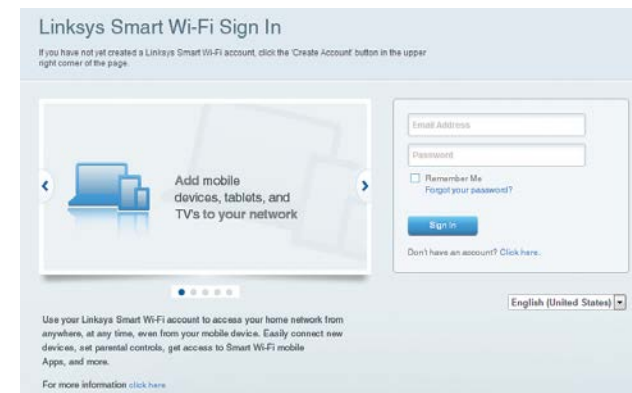 Linksys Smart Wi-Fi Sign In
If you have not yet created a Linksys Smart Wi-Fi account, click the 'Create Account' button in the upper
right corner of the page.
Add mobile
devices, tablets, and
TV's to your network
Email Address
Password
Remember Me
Forgot your password?
Sign In
Don't have an account? Click here.
English (United States)
Use your Linksys Smart Wi-Fi account to access your home network from
anywhere, at any time, even from your mobile device. Easily connect new
devices, set parental controls, get access to Smart Wi-Fi mobile
Apps, and more.
For more information click here